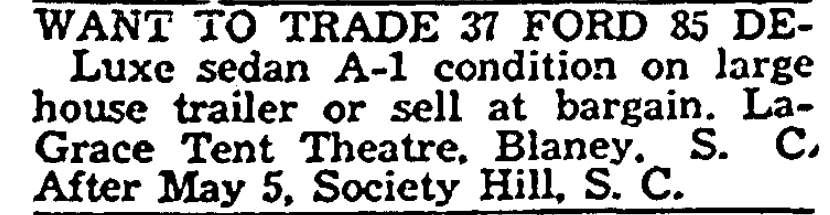 WANT TO TRADE 37 FORD 85 DE-
Luxe sedan A-1 condition on large
house trailer or sell at bargain. La-
Grace Tent Theatre, Blaney, S. C.
After May 5, Society Hill, S. C.